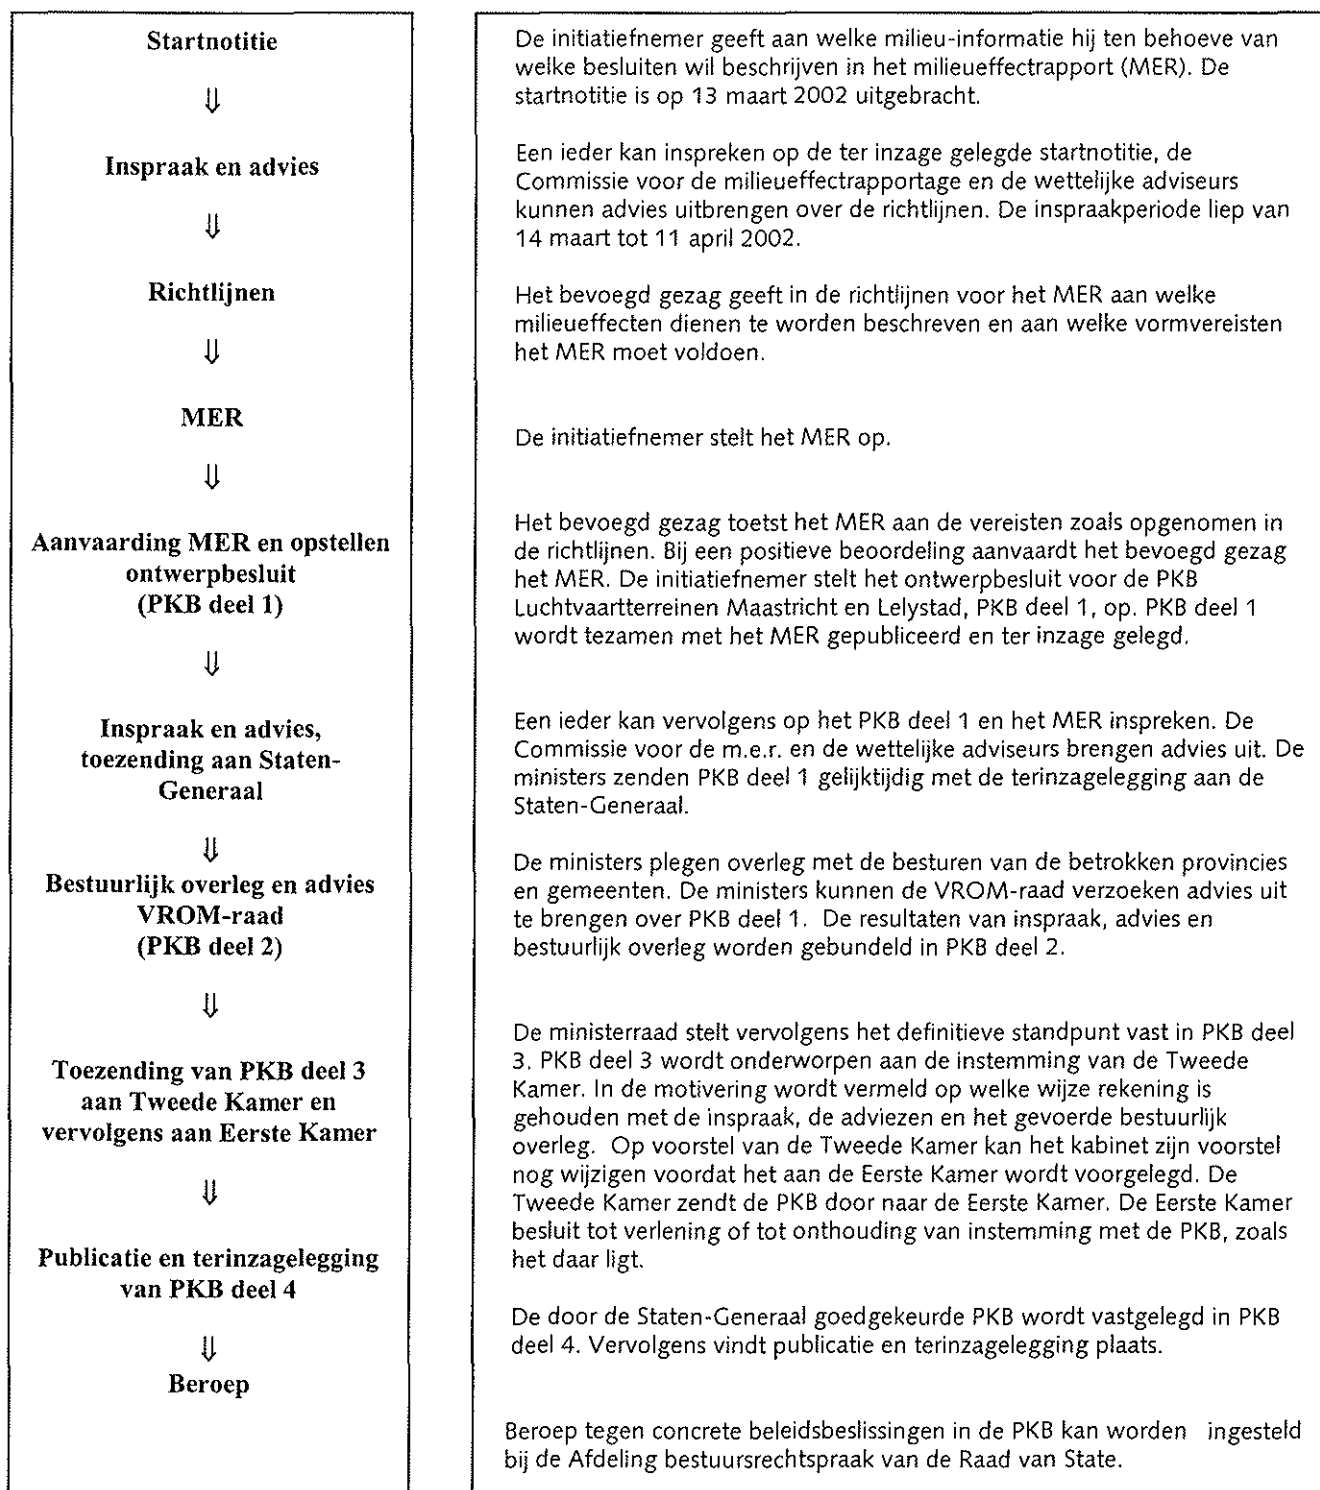 Startnotitie
⇓
Inspraak en advies
⇓
Richtlijnen
⇓
MER
⇓
Aanvaarding MER en opstellen
ontwerpbesluit
(PKB deel 1)
⇓
Inspraak en advies,
toezending aan Staten-
Generaal
⇓
Bestuurlijk overleg en advies
VROM-raad
(PKB deel 2)
⇓
Toezending van PKB deel 3
aan Tweede Kamer en
vervolgens aan Eerste Kamer
⇓
Publicatie en terinzagelegging
van PKB deel 4
⇓
Beroep
De initiatiefnemer geeft aan welke milieu-informatie hij ten behoeve van
welke besluiten wil beschrijven in het milieueffectrapport (MER). De
startnotitie is op 13 maart 2002 uitgebracht.
Een ieder kan inspreken op de ter inzage gelegde startnotitie, de
Commissie voor de milieueffectrapportage en de wettelijke adviseurs
kunnen advies uitbrengen over de richtlijnen. De inspraakperiode liep van
14 maart tot 11 april 2002.
Het bevoegd gezag geeft in de richtlijnen voor het MER aan welke
milieueffecten dienen te worden beschreven en aan welke vormvereisten
het MER moet voldoen.
De initiatiefnemer stelt het MER op.
Het bevoegd gezag toetst het MER aan de vereisten zoals opgenomen in
de richtlijnen. Bij een positieve beoordeling aanvaardt het bevoegd gezag
het MER. De initiatiefnemer stelt het ontwerpbesluit voor de PKB
Luchtvaartterreinen Maastricht en Lelystad, PKB deel 1, op. PKB deel 1
wordt tezamen met het MER gepubliceerd en ter inzage gelegd.
Een ieder kan vervolgens op het PKB deel 1 en het MER inspreken. De
Commissie voor de m.e.r. en de wettelijke adviseurs brengen advies uit. De
ministers zenden PKB deel 1 gelijktijdig met de terinzagelegging aan de
Staten-Generaal.
De ministers plegen overleg met de besturen van de betrokken provincies
en gemeenten. De ministers kunnen de VROM-raad verzoeken advies uit
te brengen over PKB deel 1. De resultaten van inspraak, advies en
bestuurlijk overleg worden gebundeld in PKB deel 2.
De ministerraad stelt vervolgens het definitieve standpunt vast in PKB deel
3. PKB deel 3 wordt onderworpen aan de instemming van de Tweede
Kamer. In de motivering wordt vermeld op welke wijze rekening is
gehouden met de inspraak, de adviezen en het gevoerde bestuurlijk
overleg. Op voorstel van de Tweede Kamer kan het kabinet zijn voorstel
nog wijzigen voordat het aan de Eerste Kamer wordt voorgelegd. De
Tweede Kamer zendt de PKB door naar de Eerste Kamer. De Eerste Kamer
besluit tot verlening of tot onthouding van instemming met de PKB, zoals
het daar ligt.
De door de Staten-Generaal goedgekeurde PKB wordt vastgelegd in PKB
deel 4. Vervolgens vindt publicatie en terinzagelegging plaats.
Beroep tegen concrete beleidsbeslissingen in de PKB kan worden ingesteld
bij de Afdeling bestuursrechtspraak van de Raad van State.